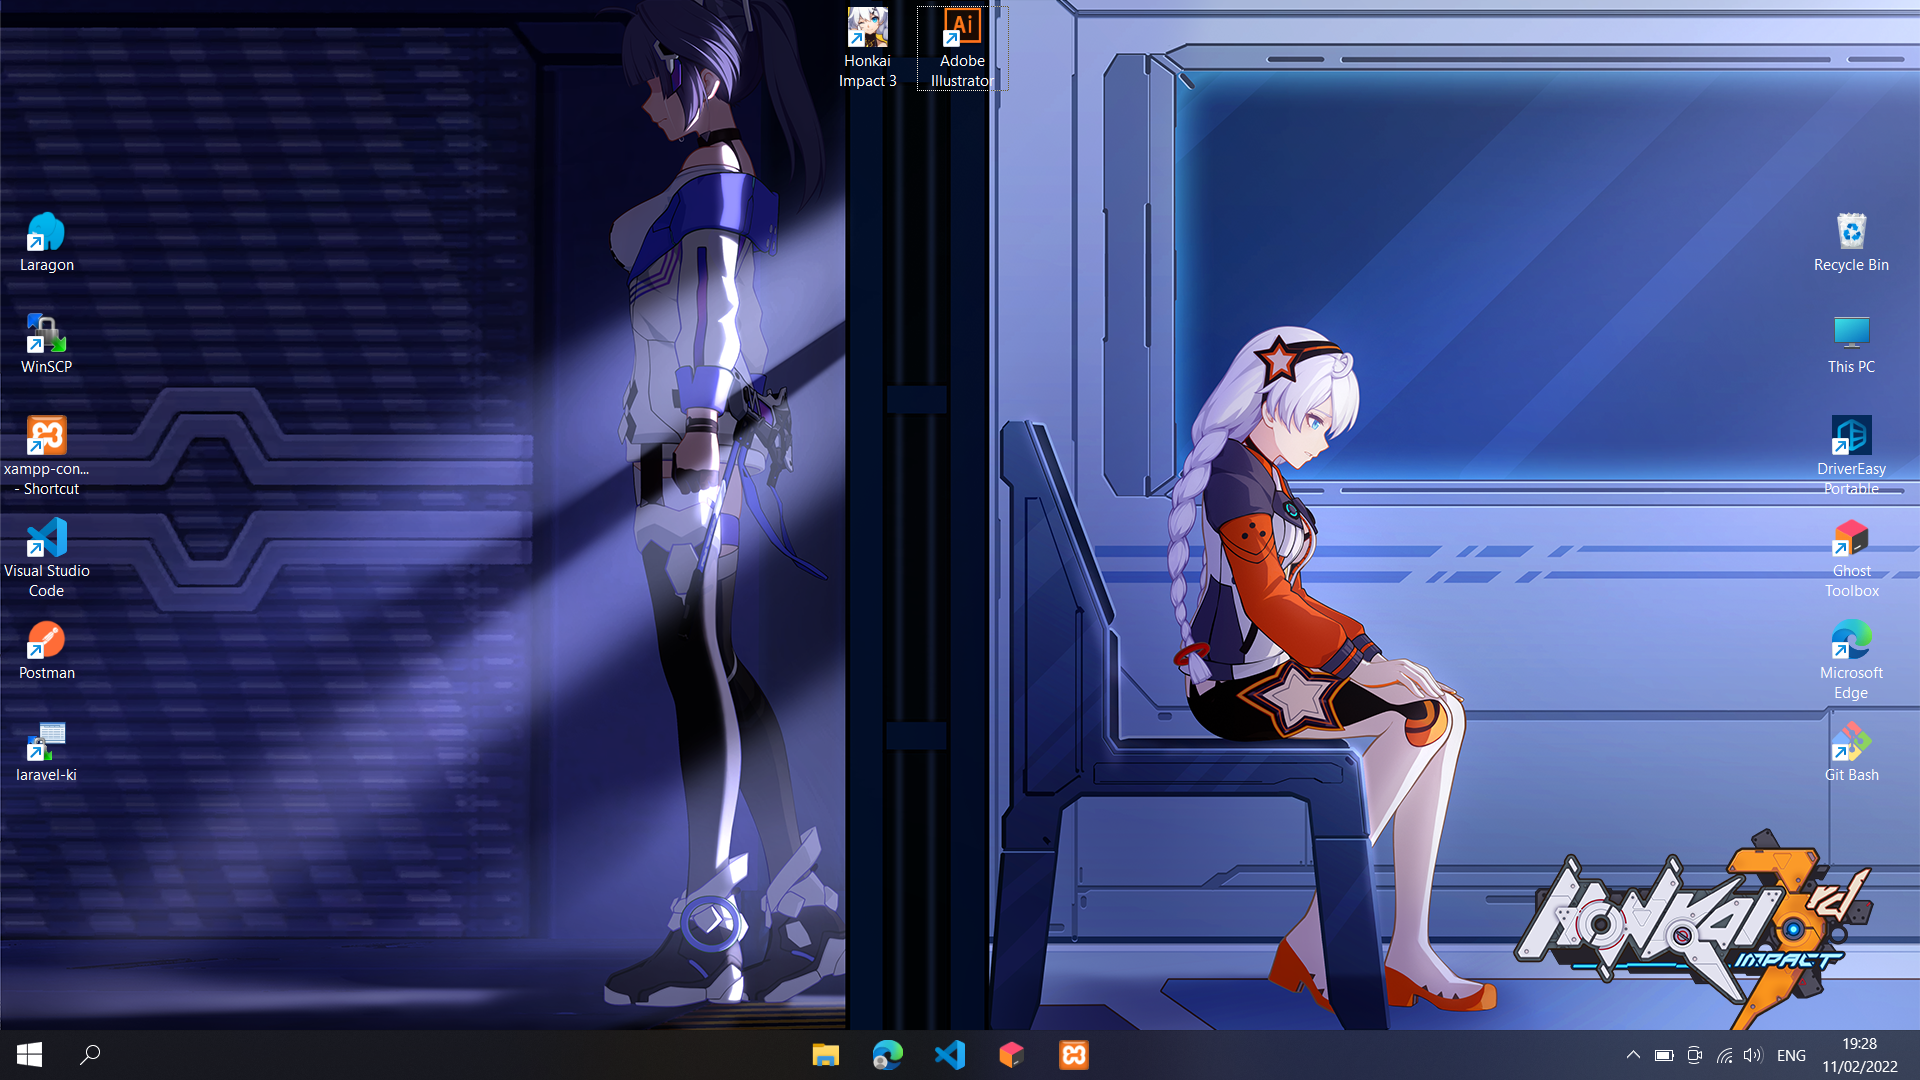 Honkai
Impact 3
Ai
Adobe
Illustrator
Laragon
WinSCP
xampp-con...
- Shortcut
Visual Studio
Code
Postman
laravel-ki
Recycle Bin
This PC
DriverEasy
Portable
Ghost
Toolbox
Microsoft
Edge
Git Bash
HONKAI 3rd
IMPACT
ENG
19:28
11/02/2022